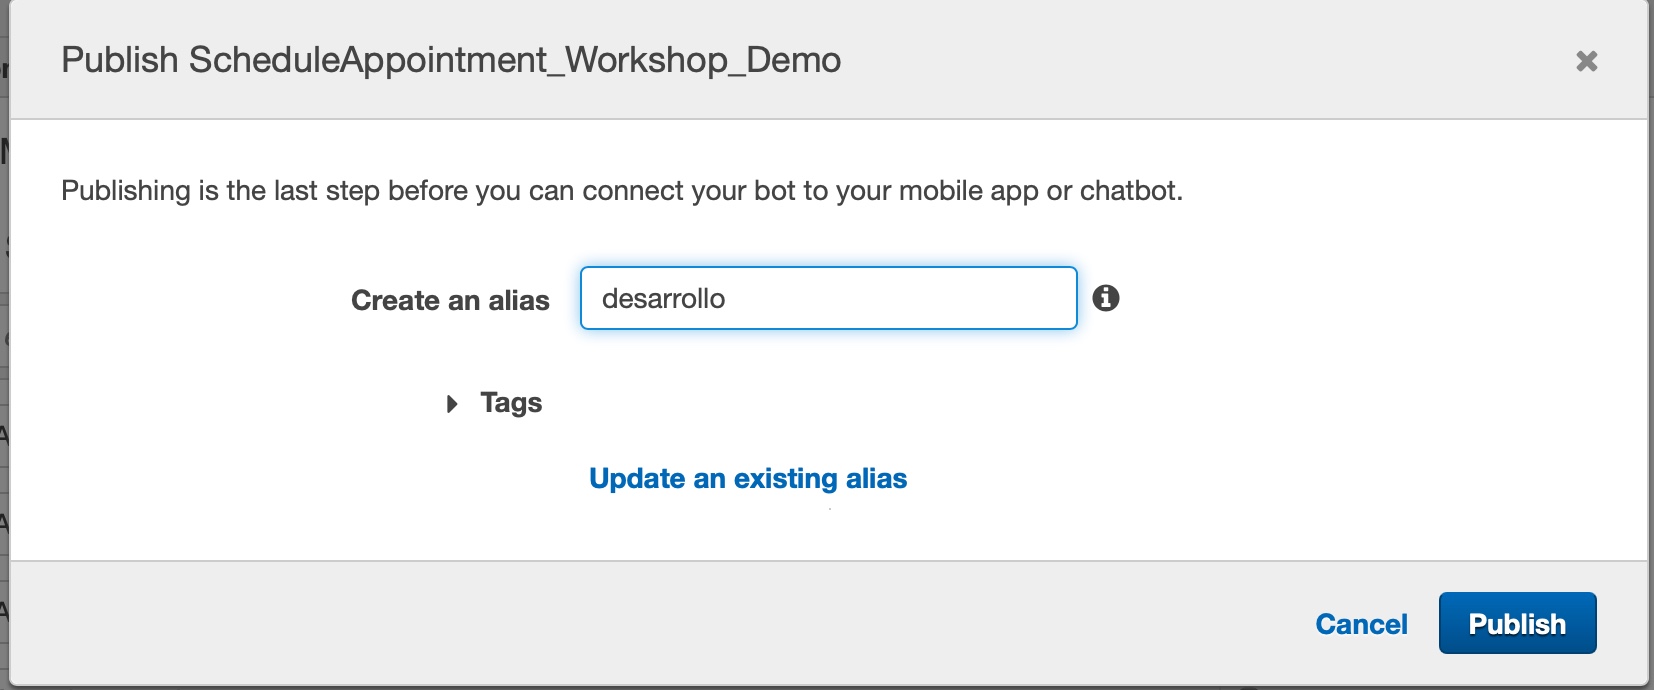 Publish ScheduleAppointment_Workshop_Demo
Publishing is the last step before you can connect your bot to your mobile app or chatbot.
Create an alias desarrollo
Tags
Update an existing alias
Cancel Publish